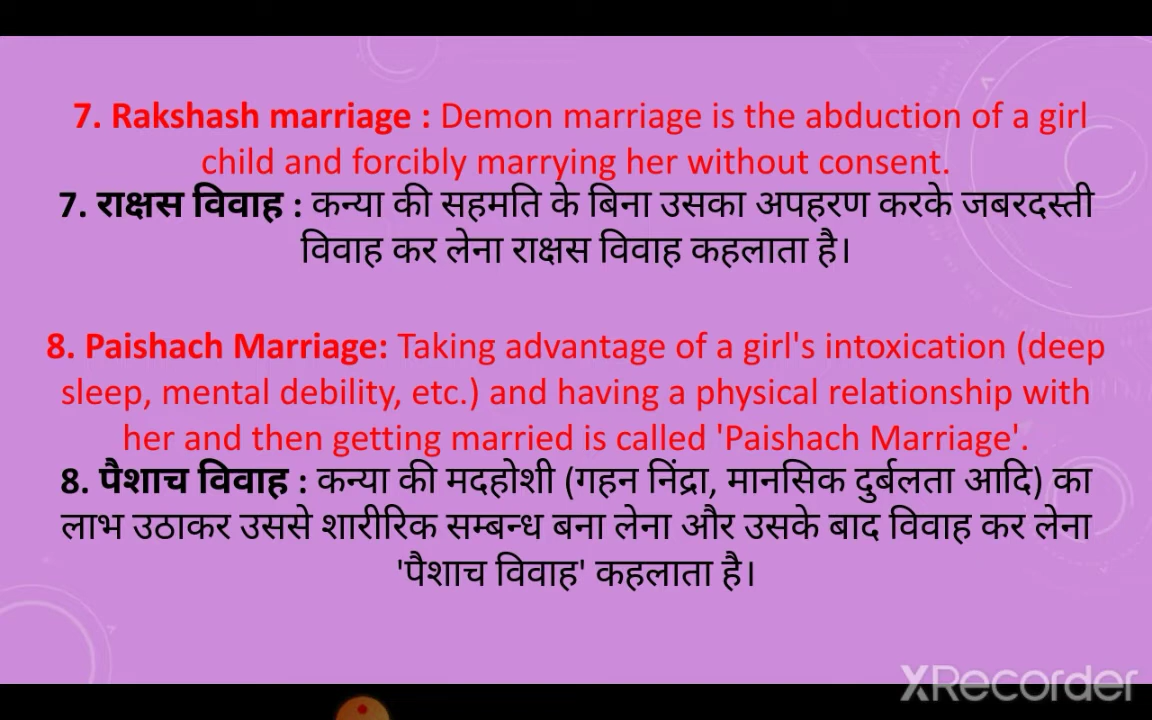 7. Rakshash marriage : Demon marriage is the abduction of a girl
child and forcibly marrying her without consent.
7. राक्षस विवाह : कन्या की सहमति के बिना उसका अपहरण करके जबरदस्ती
विवाह कर लेना राक्षस विवाह कहलाता है।
8. Paishach Marriage: Taking advantage of a girl's intoxication (deep
sleep, mental debility, etc.) and having a physical relationship with
her and then getting married is called 'Paishach Marriage'.
8. पैशाच विवाह : कन्या की मदहोशी (गहन निंद्रा, मानसिक दुर्बलता आदि) का
लाभ उठाकर उससे शारीरिक सम्बन्ध बना लेना और उसके बाद विवाह कर लेना
'पैशाच विवाह' कहलाता है।
XRecorder